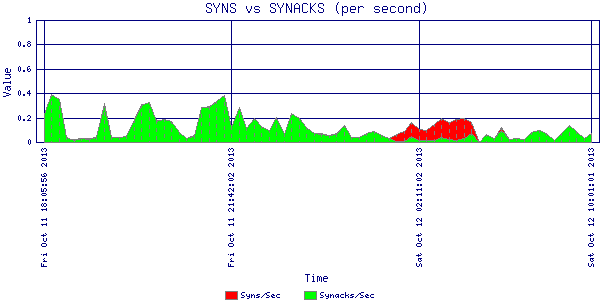 SYNS vs SYNACKS (per second)
Value
1
0.8
0.6
0.4
0.2
0
Fri Oct 11 18:05:56 2013
Fri Oct 11 21:42:02 2013
Sat Oct 12 02:11:02 2013
Sat Oct 12 10:01:01 2013
Time
Syns/Sec
Synacks/Sec